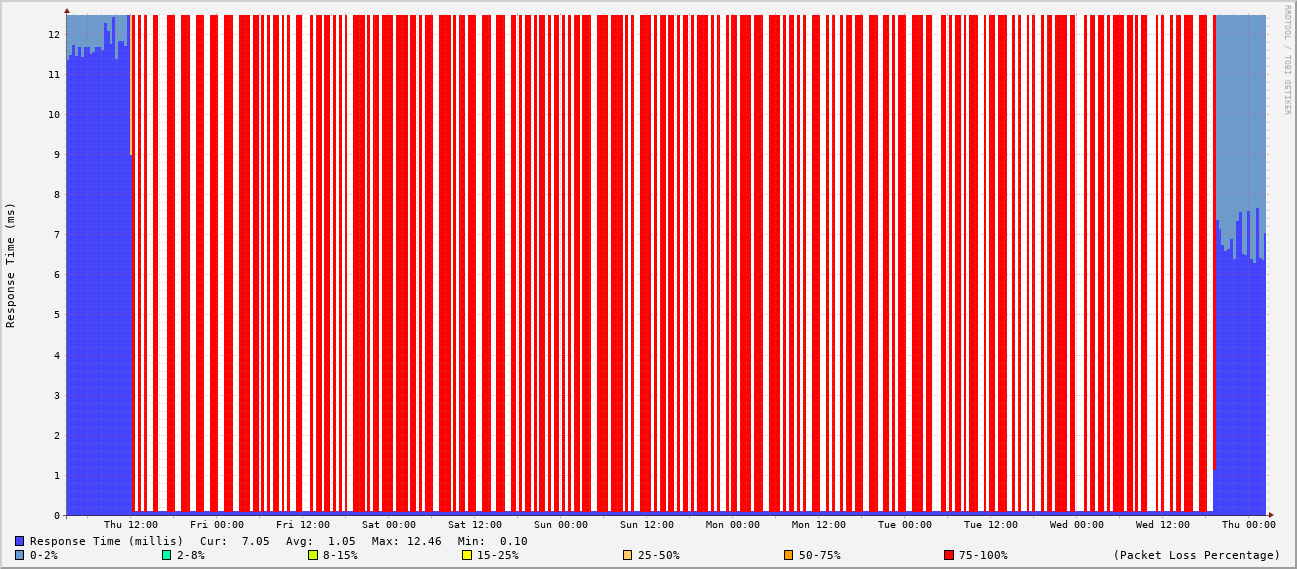 RRDTOOL / TOBI OETIKER
Response Time (ms)
12
11
10
9
8
7
6
5
4
3
2
1
0
Thu 12:00 Fri 00:00 Fri 12:00 Sat 00:00 Sat 12:00 Sun 00:00 Sun 12:00 Mon 00:00 Mon 12:00 Tue 00:00 Tue 12:00 Wed 00:00 Wed 12:00 Thu 00:00
Response Time (millis) Cur: 7.05 Avg: 1.05 Max: 12.46 Min: 0.10
0-2% 2-8% 8-15% 15-25% 25-50% 50-75% 75-100% (Packet Loss Percentage)